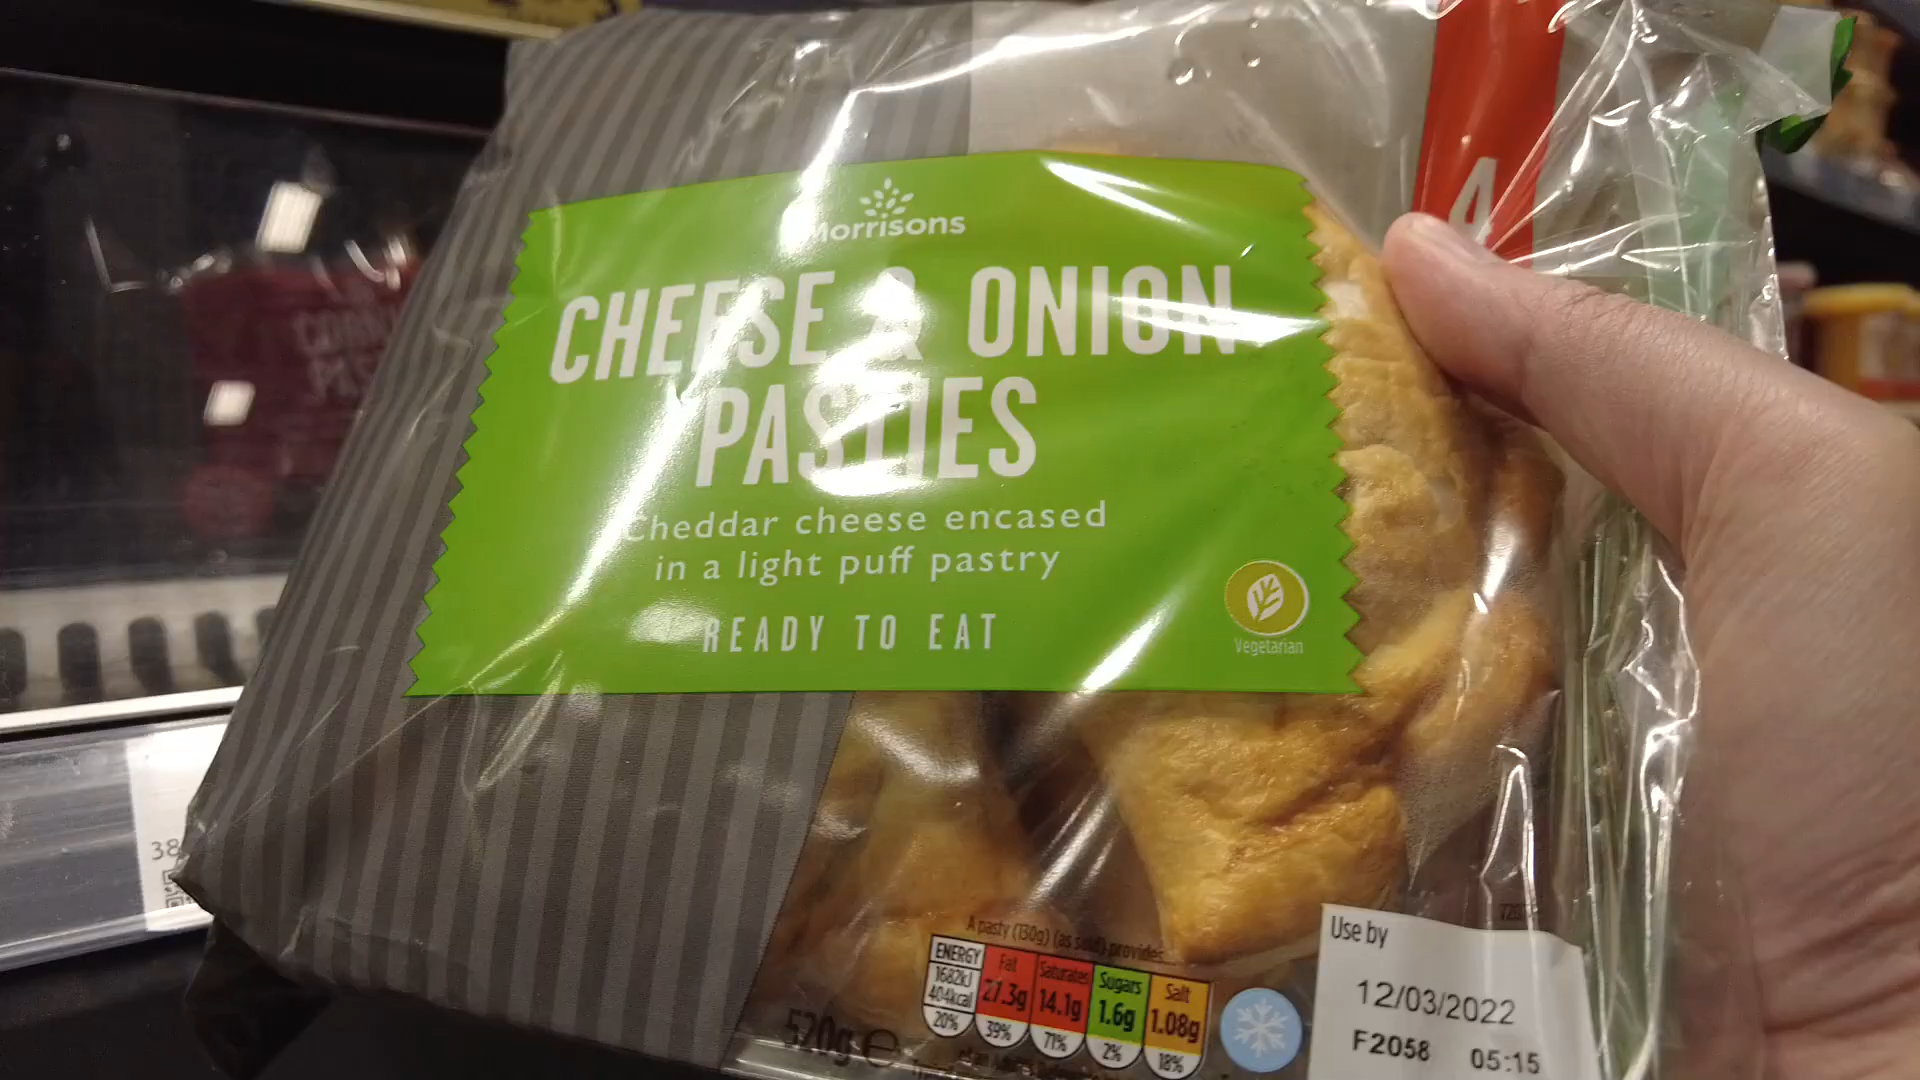 4
Morrisons
CHEESE & ONION
PASTIES
Cheddar cheese encased
in a light puff pastry
READY TO EAT
Vegetarian
38
A pasty (130g) (as sold) provides
ENERGY
1682kJ
404kcal
20%
Fat
27.3g
39%
Saturates
14.1g
71%
Sugars
1.6g
2%
Salt
1.08g
18%
520g e
Use by
12/03/2022
F2058 05:15